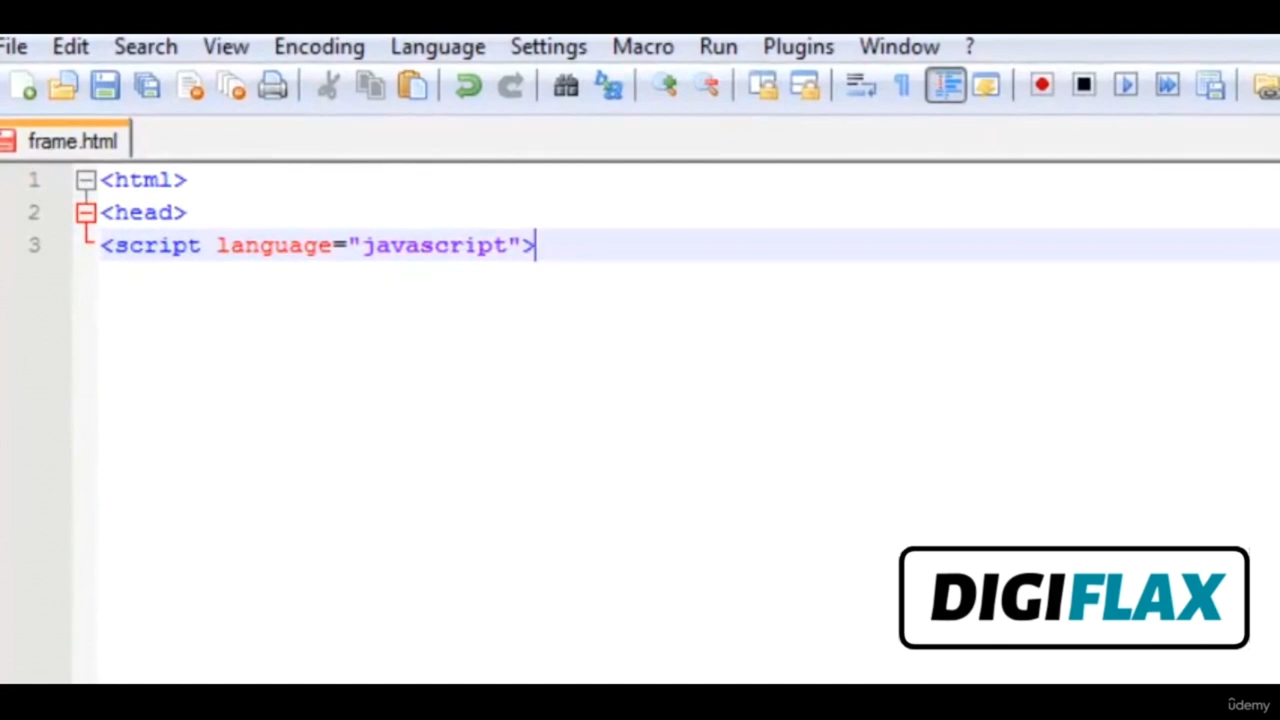 File Edit Search View Encoding Language Settings Macro Run Plugins Window ?
frame.html
1 <html>
2 <head>
3 <script language="javascript">
DIGIFLAX
ûdemy